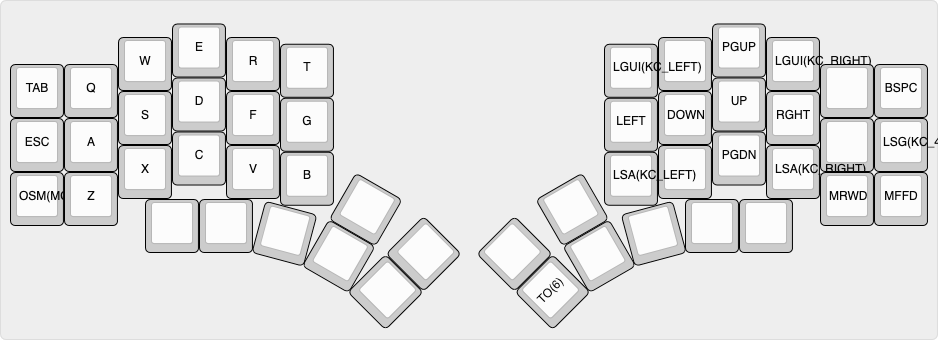 E
W
R
T
TAB
Q
D
S
F
G
ESC
A
C
X
V
B
OSM(MO
Z
PGUP
LGUI(KC_LEFT)
LGUI(KC_RIGHT)
BSPC
UP
LEFT
DOWN
RGHT
LSG(KC_4
PGDN
LSA(KC_LEFT)
LSA(KC_RIGHT)
MRWD
MFFD
TO(6)